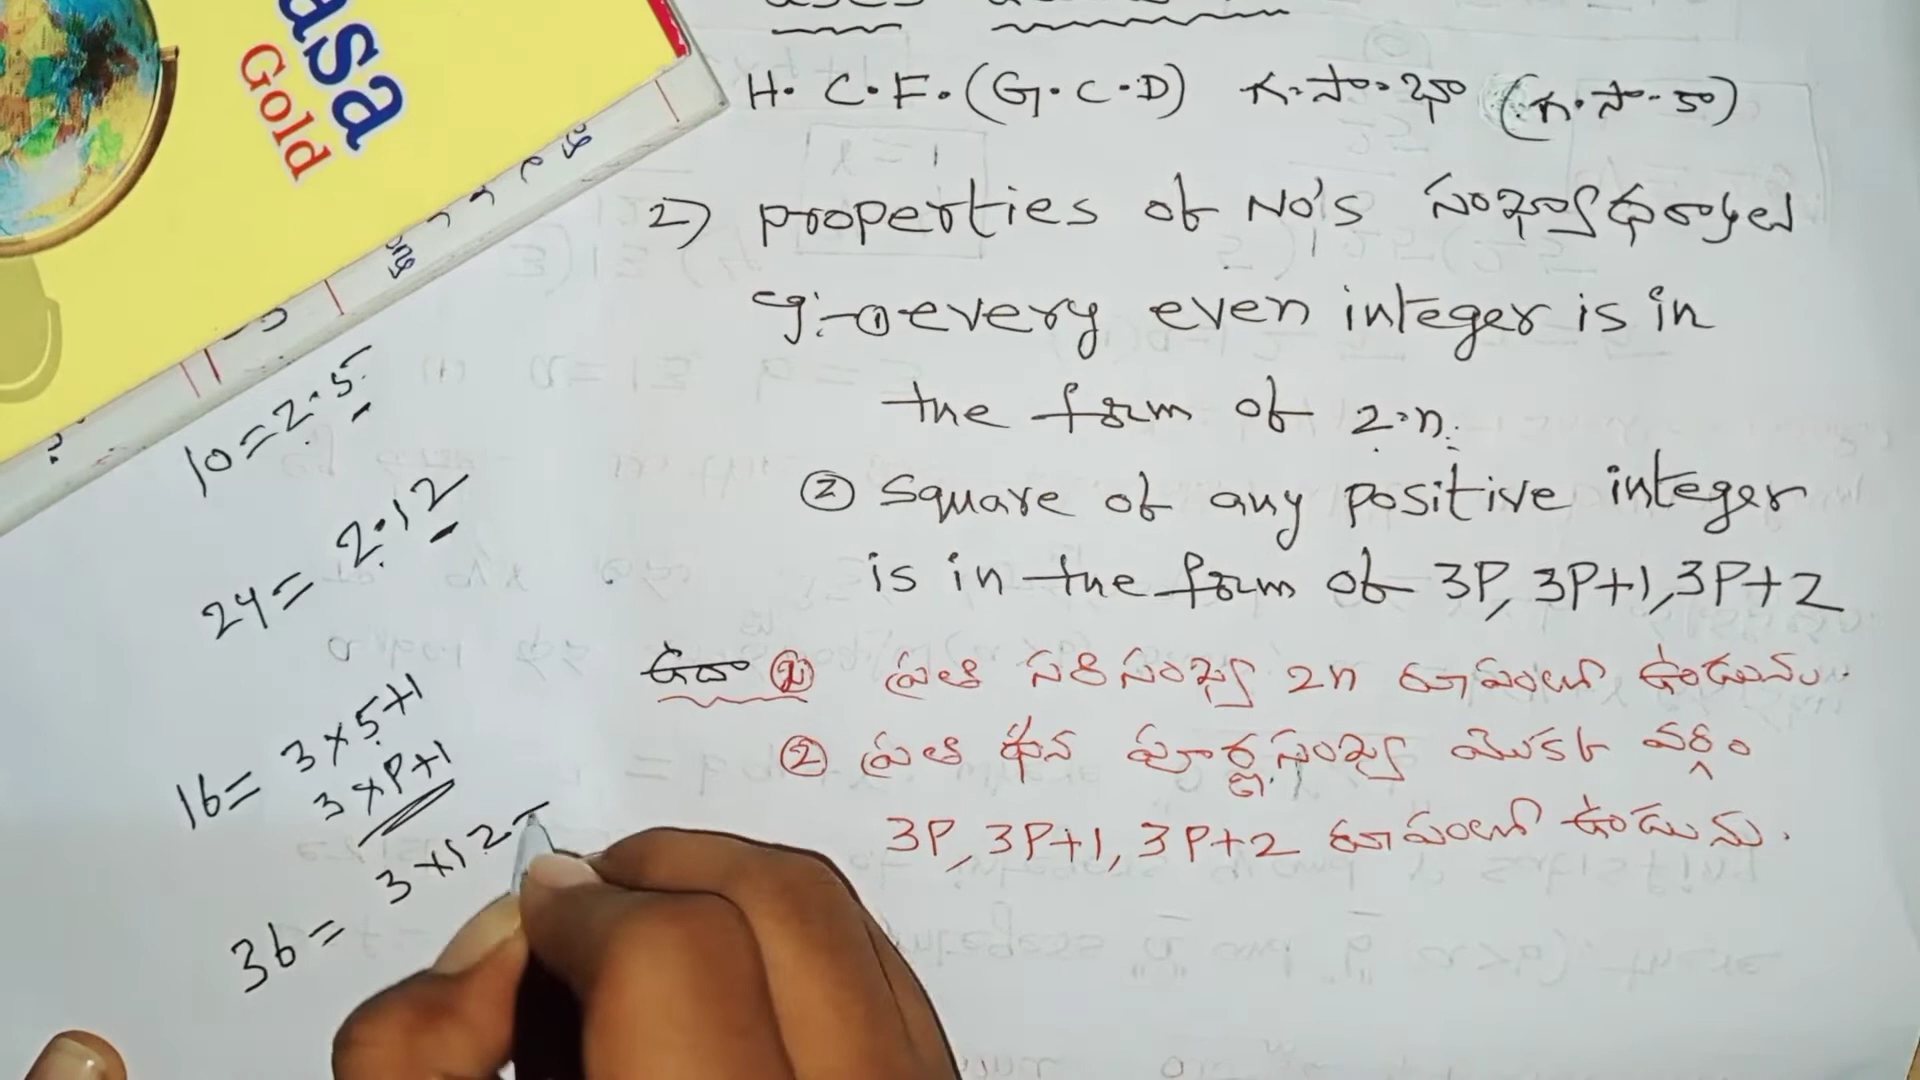 asa
Gold
H. C. F. (G.C.D) గ.సా.భా (గ.సా.కా)
2) properties of No's సంఖ్యాధర్మాలు
eg:- ① every even integer is in
the form of 2.n.
② Square of any positive integer
is in the form of 3P, 3P+1, 3P+2
ఉదా ① ప్రతి సరిసంఖ్య 2n రూపంలో ఉండును.
② ప్రతి ధన పూర్ణసంఖ్య యొక్క వర్గం
3P, 3P+1, 3P+2 రూపంలో ఉండును.
10 = 2.5
24 = 2.12
16 = 3×5+1
3×P+1
36 = 3×12